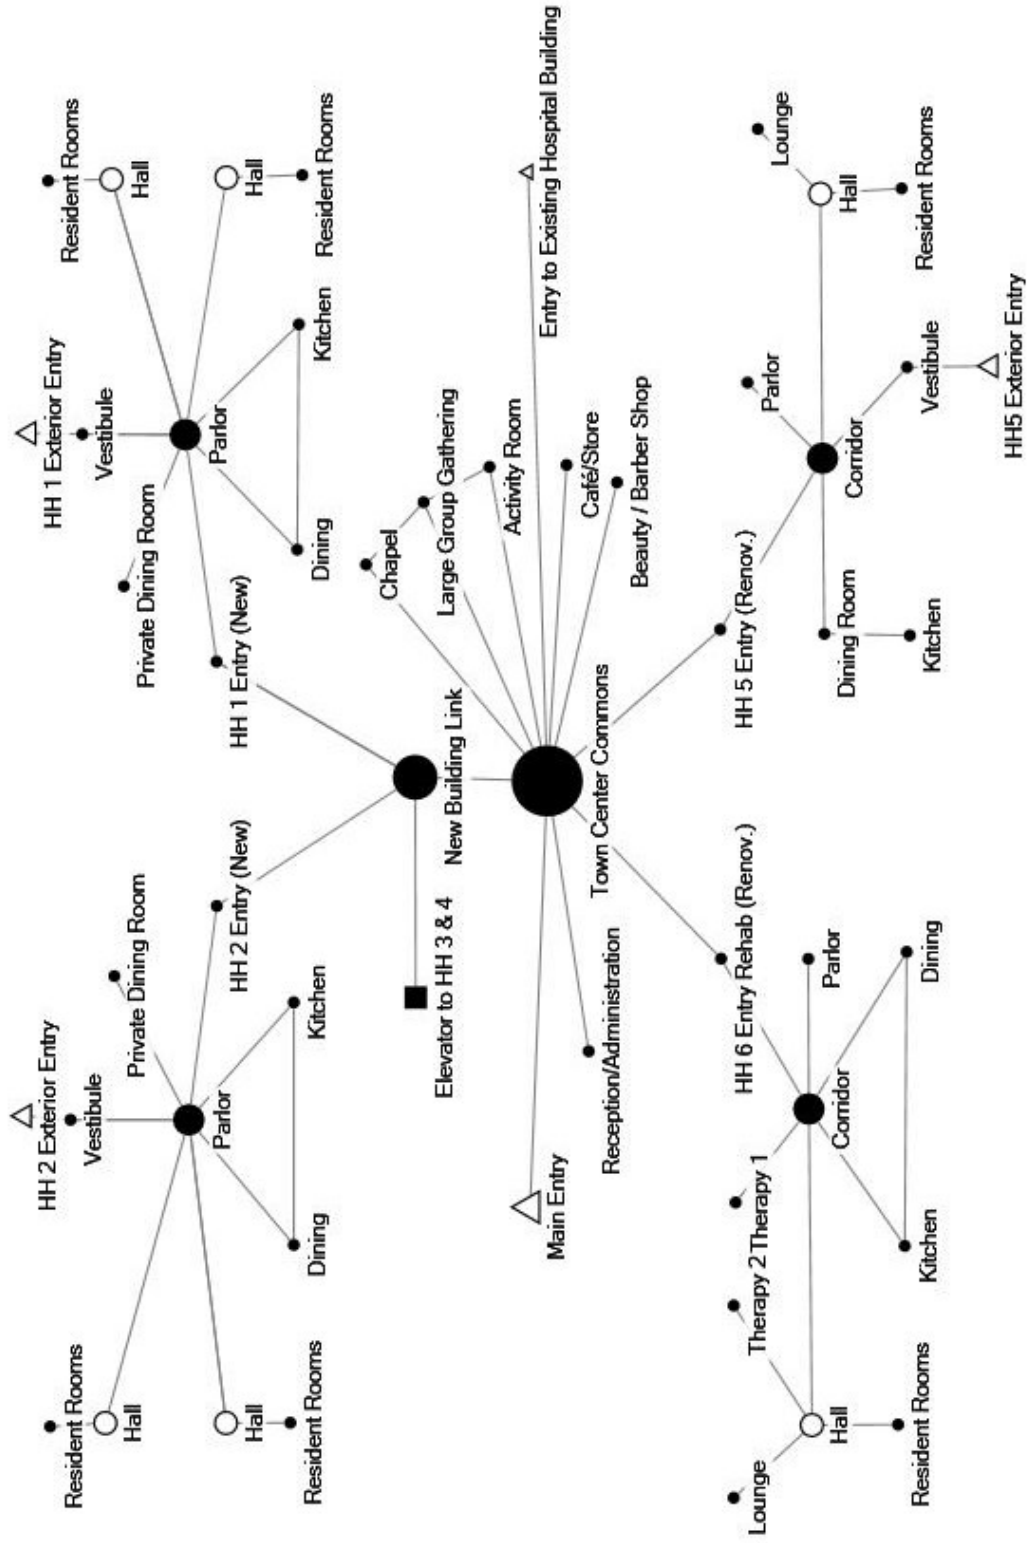 HH 2 Exterior Entry
Vestibule
Private Dining Room
Resident Rooms
Hall
Parlor
HH 2 Entry (New)
Hall
Resident Rooms
Dining
Kitchen
HH 1 Exterior Entry
Vestibule
Private Dining Room
Resident Rooms
Hall
Parlor
HH 1 Entry (New)
Hall
Resident Rooms
Dining
Kitchen
Elevator to HH 3 & 4
New Building Link
Chapel
Large Group Gathering
Activity Room
Main Entry
Entry to Existing Hospital Building
Reception/Administration
Town Center Commons
Café/Store
Beauty / Barber Shop
Lounge
Therapy 2
Therapy 1
HH 6 Entry Rehab (Renov.)
Hall
Corridor
Parlor
Resident Rooms
Kitchen
Dining
HH 5 Entry (Renov.)
Parlor
Lounge
Dining Room
Corridor
Hall
Kitchen
Vestibule
Resident Rooms
HH5 Exterior Entry